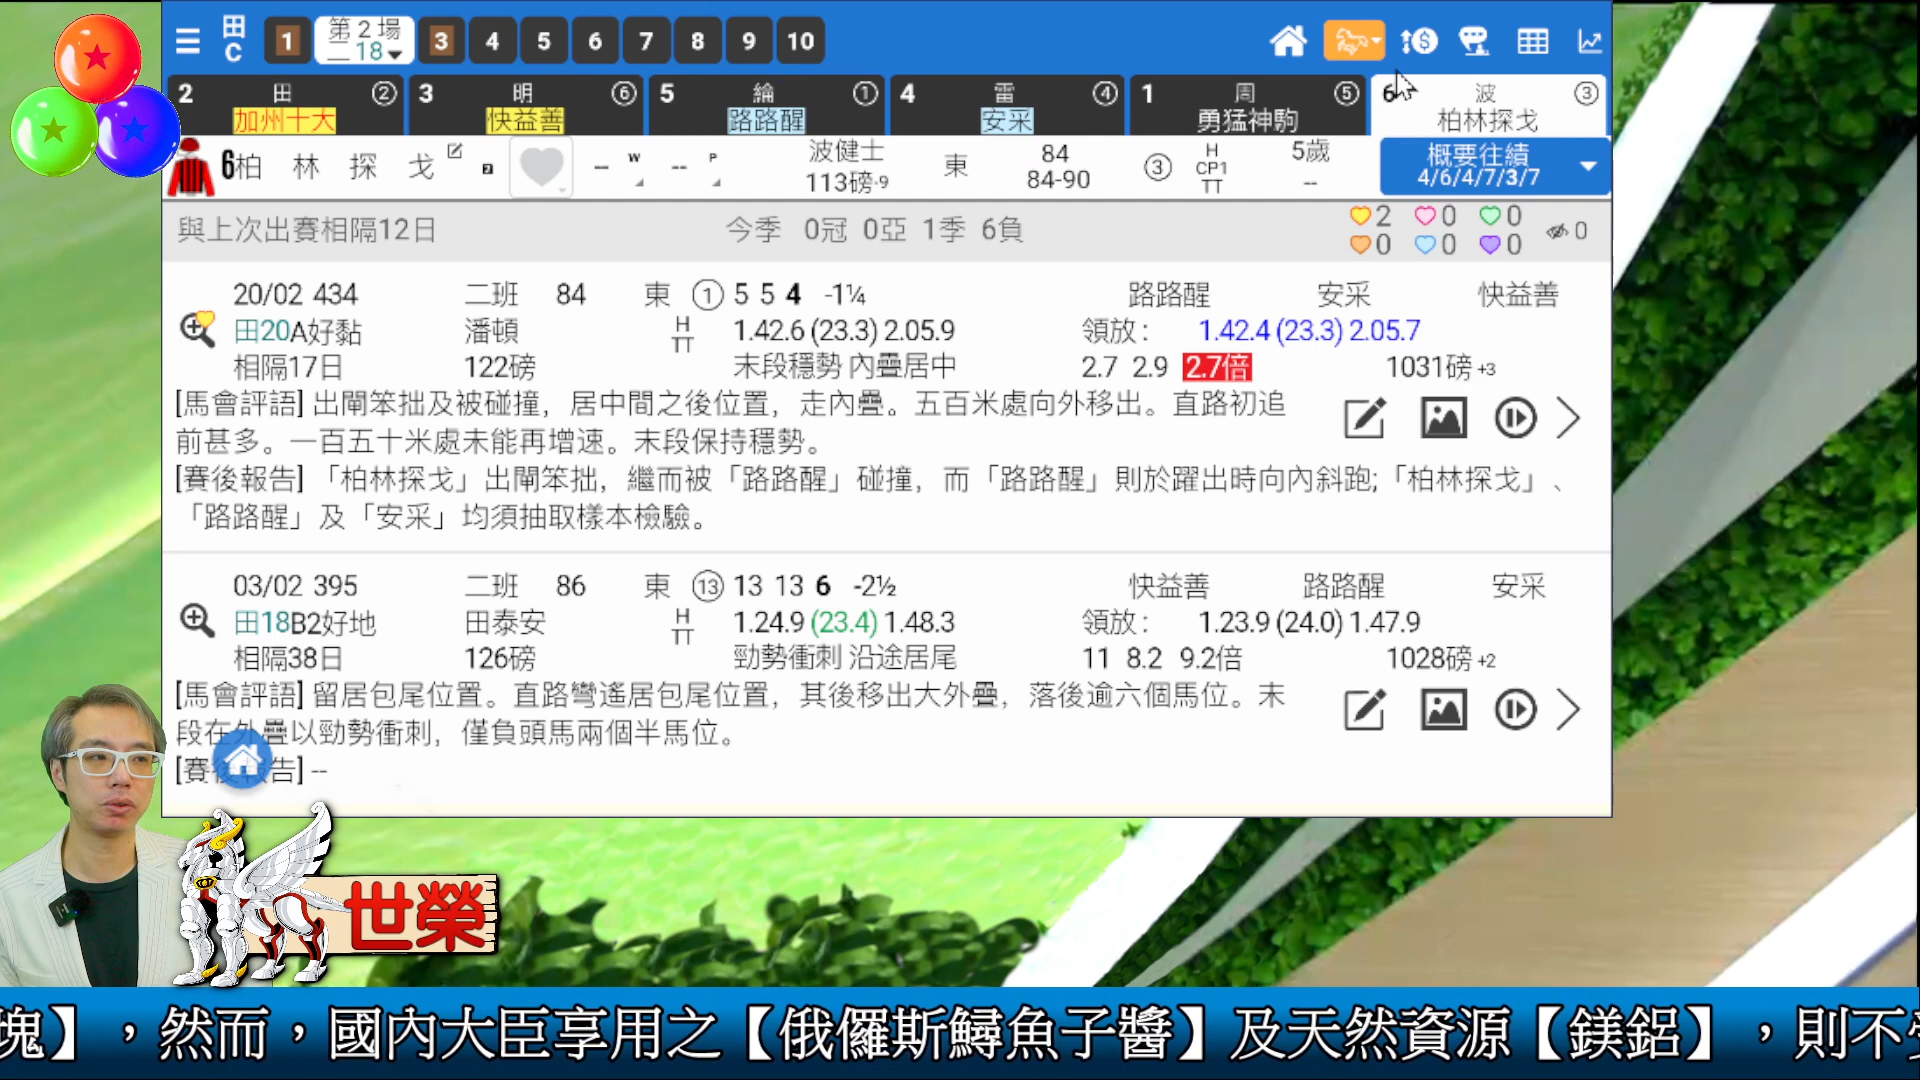 田 C 1 第 2 場 二 18 3 4 5 6 7 8 9 10
2 田 ② 加州十大
3 明 ⑥ 快益善
5 綸 ① 路路醒
4 雷 ④ 安采
1 周 ⑤ 勇猛神駒
6 波 ③ 柏林探戈
6柏 林 探 戈 2 -- W -- P 波健士 東 84 ③ H 5歲 概要往績
113磅-9 84-90 CP1 TT -- 4/6/4/7/3/7
與上次出賽相隔12日 今季 0冠 0亞 1季 6負 2 0 0 0
0 0 0
20/02 434 二班 84 東 ① 5 5 4 -1¼ 路路醒 安采 快益善
田20A好黏 潘頓 H TT 1.42.6 (23.3) 2.05.9 領放: 1.42.4 (23.3) 2.05.7
相隔17日 122磅 末段穩勢 內疊居中 2.7 2.9 2.7倍 1031磅 +3
[馬會評語] 出閘笨拙及被碰撞，居中間之後位置，走內疊。五百米處向外移出。直路初追
前甚多。一百五十米處未能再增速。末段保持穩勢。
[賽後報告] 「柏林探戈」出閘笨拙，繼而被「路路醒」碰撞，而「路路醒」則於躍出時向內斜跑;「柏林探戈」、
「路路醒」及「安采」均須抽取樣本檢驗。
03/02 395 二班 86 東 ⑬ 13 13 6 -2½ 快益善 路路醒 安采
田18B2好地 田泰安 H TT 1.24.9 (23.4) 1.48.3 領放: 1.23.9 (24.0) 1.47.9
相隔38日 126磅 勁勢衝刺 沿途居尾 11 8.2 9.2倍 1028磅 +2
[馬會評語] 留居包尾位置。直路彎遙居包尾位置，其後移出大外疊，落後逾六個馬位。末
段在外疊以勁勢衝刺，僅負頭馬兩個半馬位。
[賽後報告] --
世榮
塊】，然而，國內大臣享用之【俄儸斯鱘魚子醬】及天然資源【鎂鋁】，則不